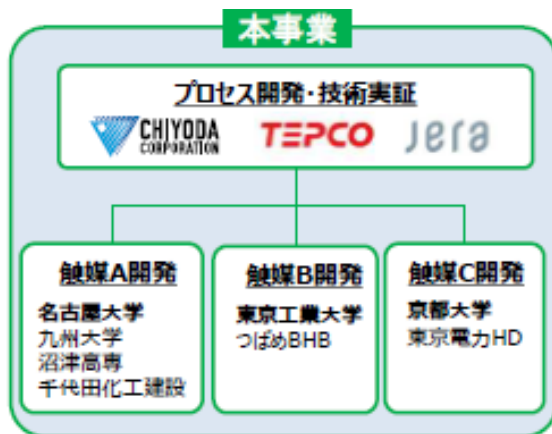 本事業
プロセス開発・技術実証
CHIYODA
CORPORATION
TEPCO
Jera
触媒A開発
名古屋大学
九州大学
沼津高専
千代田化工建設
触媒B開発
東京工業大学
つばめBHB
触媒C開発
京都大学
東京電力HD